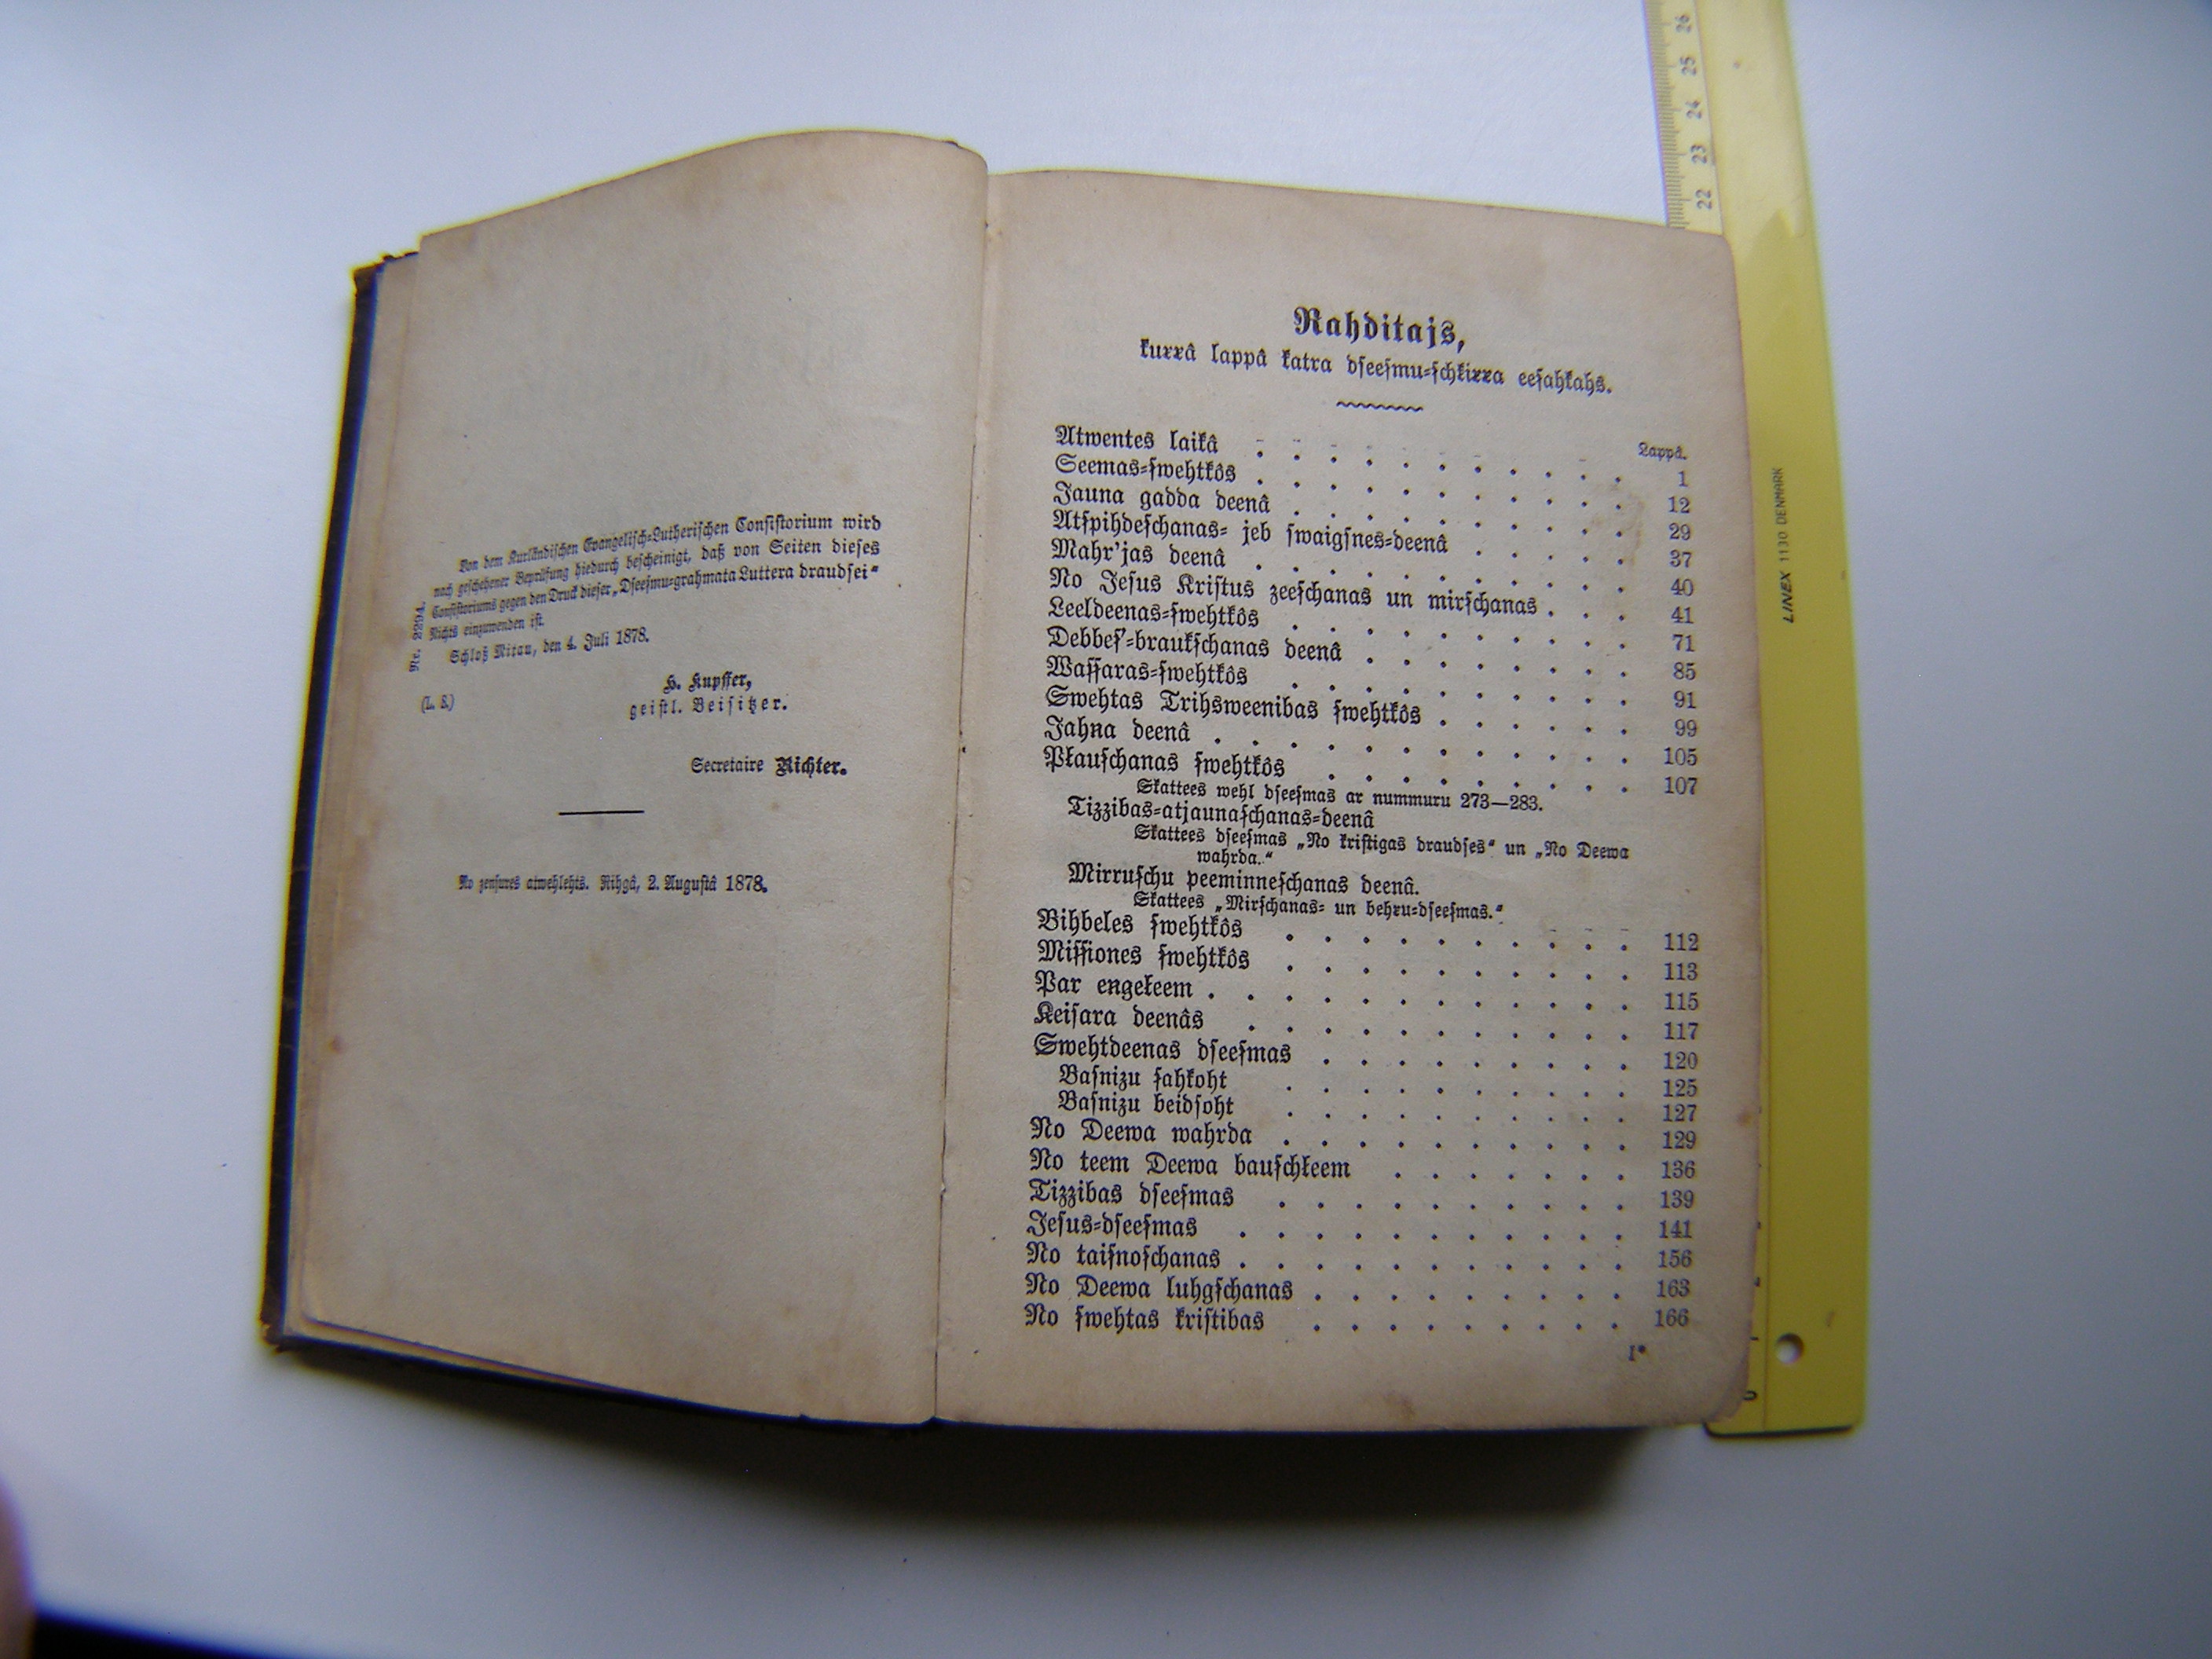 Von dem Kurländischen Evangelisch-Lutherischen Consistorium wird
nach geschehener Beprüfung hiedurch bescheinigt, daß von Seiten dieses
Consistoriums gegen den Druck dieser „Dseesmu-grahmata Luttera draudsei“
Nichts einzuwenden ist.
Schloß Mitau, den 4. Juli 1878.
No. 2294.
H. Kupffer,
(L. S.)
geistl. Beisitzer.
Secretaire Richter.
No zensures atwehlehts. Rihgâ, 2. Augustâ 1878.
Rahditajs,
kurrâ lappâ katra dseesmu-schkirra eesahkahs.
Lappâ.
Atwentes laikâ . . . . . . . . . . . 1
Seemas-swehtkôs . . . . . . . . . . . 12
Jauna gadda deenâ . . . . . . . . . . 29
Atspihdeschanas- jeb swaigsnes-deenâ . . . . . 37
Mahr'jas deenâ . . . . . . . . . . . 40
No Jesus Kristus zeeschanas un mirschanas . . . 41
Leeldeenas-swehtkôs . . . . . . . . . . 71
Debbes'-braukschanas deenâ . . . . . . . . 85
Wassaras-swehtkôs . . . . . . . . . . 91
Swehtas Trihsweenibas swehtkôs . . . . . . 99
Jahna deenâ . . . . . . . . . . . . 105
Pļauschanas swehtkôs . . . . . . . . . 107
Skattees wehl dseesmas ar nummuru 273—283.
Tizzibas-atjaunaschanas-deenâ
Skattees dseesmas „No kristigas draudses“ un „No Deewa
wahrda.“
Mirruschu peeminneschanas deenâ.
Skattees „Mirschanas- un behru-dseesmas.“
Bihbeles swehtkôs . . . . . . . . . . 112
Missiones swehtkôs . . . . . . . . . . 113
Par engeļeem . . . . . . . . . . . . 115
Keisara deenâs . . . . . . . . . . . 117
Swehtdeenas dseesmas . . . . . . . . . 120
Basnizu sahkoht . . . . . . . . . . 125
Basnizu beidsoht . . . . . . . . . . 127
No Deewa wahrda . . . . . . . . . . 129
No teem Deewa bauschļeem . . . . . . . 136
Tizzibas dseesmas . . . . . . . . . . 139
Jesus-dseesmas . . . . . . . . . . . 141
No taisnoschanas . . . . . . . . . . . 156
No Deewa luhgschanas . . . . . . . . . 163
No swehtas kristibas . . . . . . . . . 166
1*
26
25
24
23
22
LINEX 1130 DENMARK
0